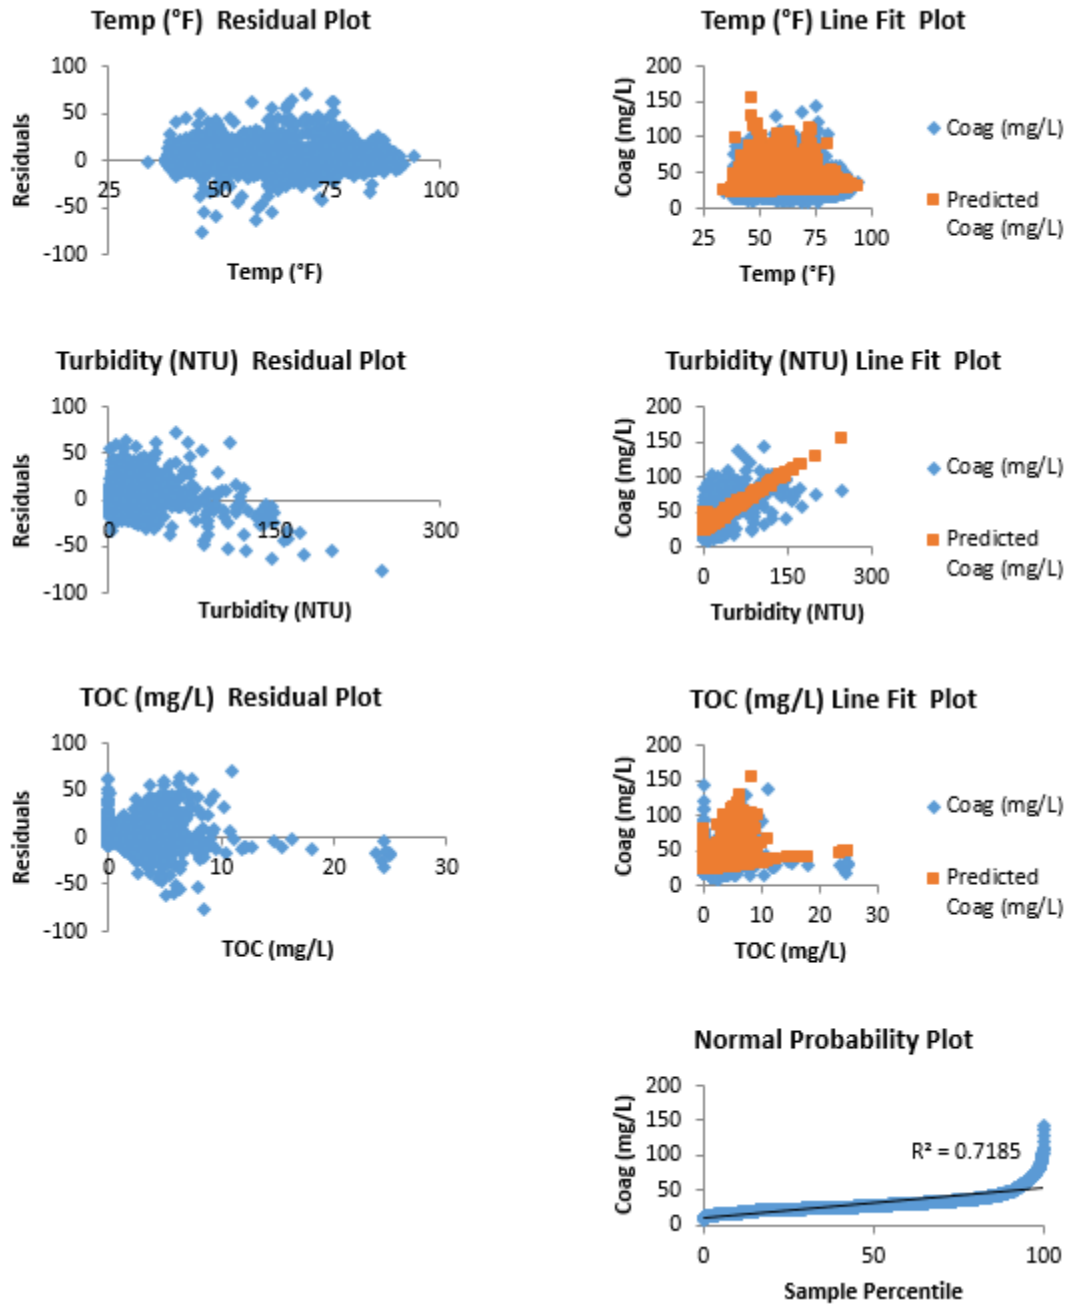 Temp (°F)  Residual Plot
100
50
0
-50
-100
25
50
75
100
Residuals
Temp (°F)
Temp (°F) Line Fit  Plot
200
150
100
50
0
25
50
75
100
Coag (mg/L)
Temp (°F)
Coag (mg/L)
Predicted
Coag (mg/L)
Turbidity (NTU)  Residual Plot
100
50
0
-50
-100
0
150
300
Residuals
Turbidity (NTU)
Turbidity (NTU) Line Fit  Plot
200
150
100
50
0
0
150
300
Coag (mg/L)
Turbidity (NTU)
Coag (mg/L)
Predicted
Coag (mg/L)
TOC (mg/L)  Residual Plot
100
50
0
-50
-100
0
10
20
30
Residuals
TOC (mg/L)
TOC (mg/L) Line Fit  Plot
200
150
100
50
0
0
10
20
30
Coag (mg/L)
TOC (mg/L)
Coag (mg/L)
Predicted
Coag (mg/L)
Normal Probability Plot
200
150
100
50
0
0
50
100
Coag (mg/L)
R² = 0.7185
Sample Percentile